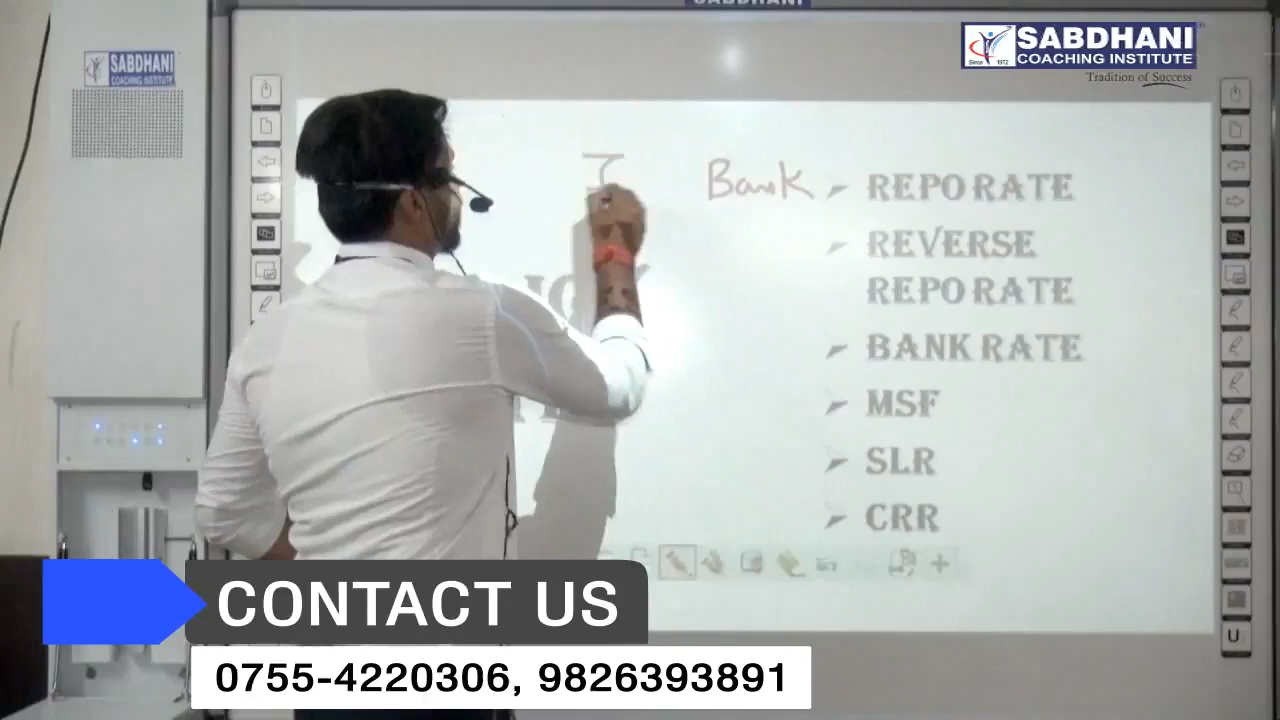 SABDHANI
SABDHANI
COACHING INSTITUTE
Since 1972
Tradition of Success
SABDHANI
COACHING INSTITUTE
Bank
REPO RATE
REVERSE
REPO RATE
BANK RATE
MSF
SLR
CRR
U
CONTACT US
0755-4220306, 9826393891